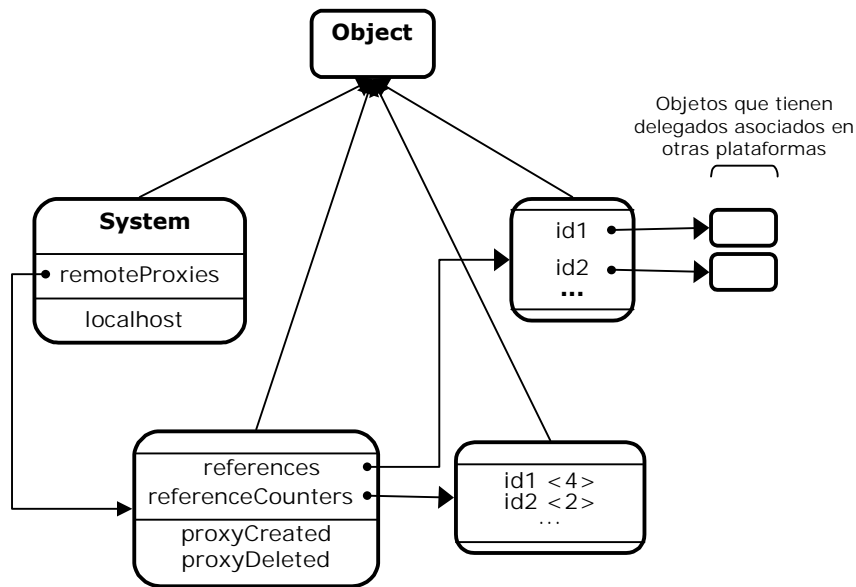 Object
Objetos que tienen
delegados asociados en
otras plataformas
System
remoteProxies
localhost
id1
id2
...
references
referenceCounters
proxyCreated
proxyDeleted
id1 <4>
id2 <2>
...